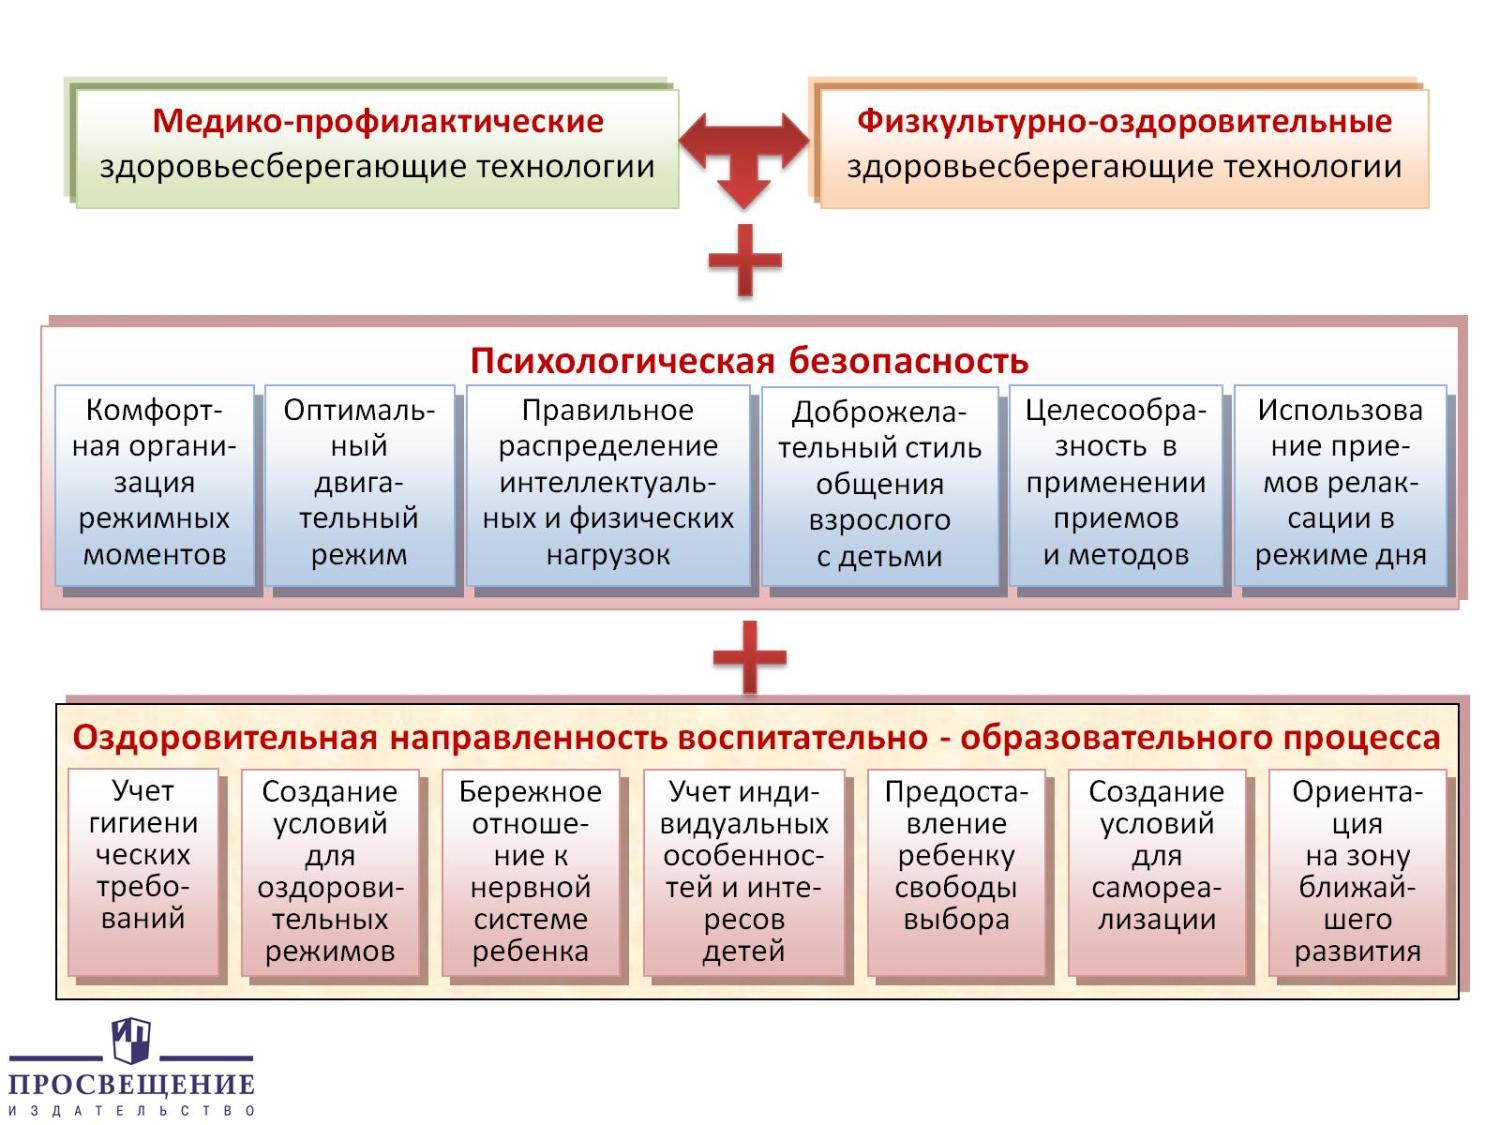 Медико-профилактические
здоровьесберегающие технологии
Физкультурно-оздоровительные
здоровьесберегающие технологии
Психологическая безопасность
Комфорт-
ная органи-
зация
режимных
моментов
Оптималь-
ный
двига-
тельный
режим
Правильное
распределение
интеллектуаль-
ных и физических
нагрузок
Доброжела-
тельный стиль
общения
взрослого
с детьми
Целесообра-
зность в
применении
приемов
и методов
Использова
ние прие-
мов релак-
сации в
режиме дня
Оздоровительная направленность воспитательно - образовательного процесса
Учет
гигиени
ческих
требо-
ваний
Создание
условий
для
оздорови-
тельных
режимов
Бережное
отноше-
ние к
нервной
системе
ребенка
Учет инди-
видуальных
особеннос-
тей и инте-
ресов
детей
Предоста-
вление
ребенку
свободы
выбора
Создание
условий
для
самореа-
лизации
Ориента-
ция
на зону
ближай-
шего
развития
ИП
ПРОСВЕЩЕНИЕ
ИЗДАТЕЛЬСТВО